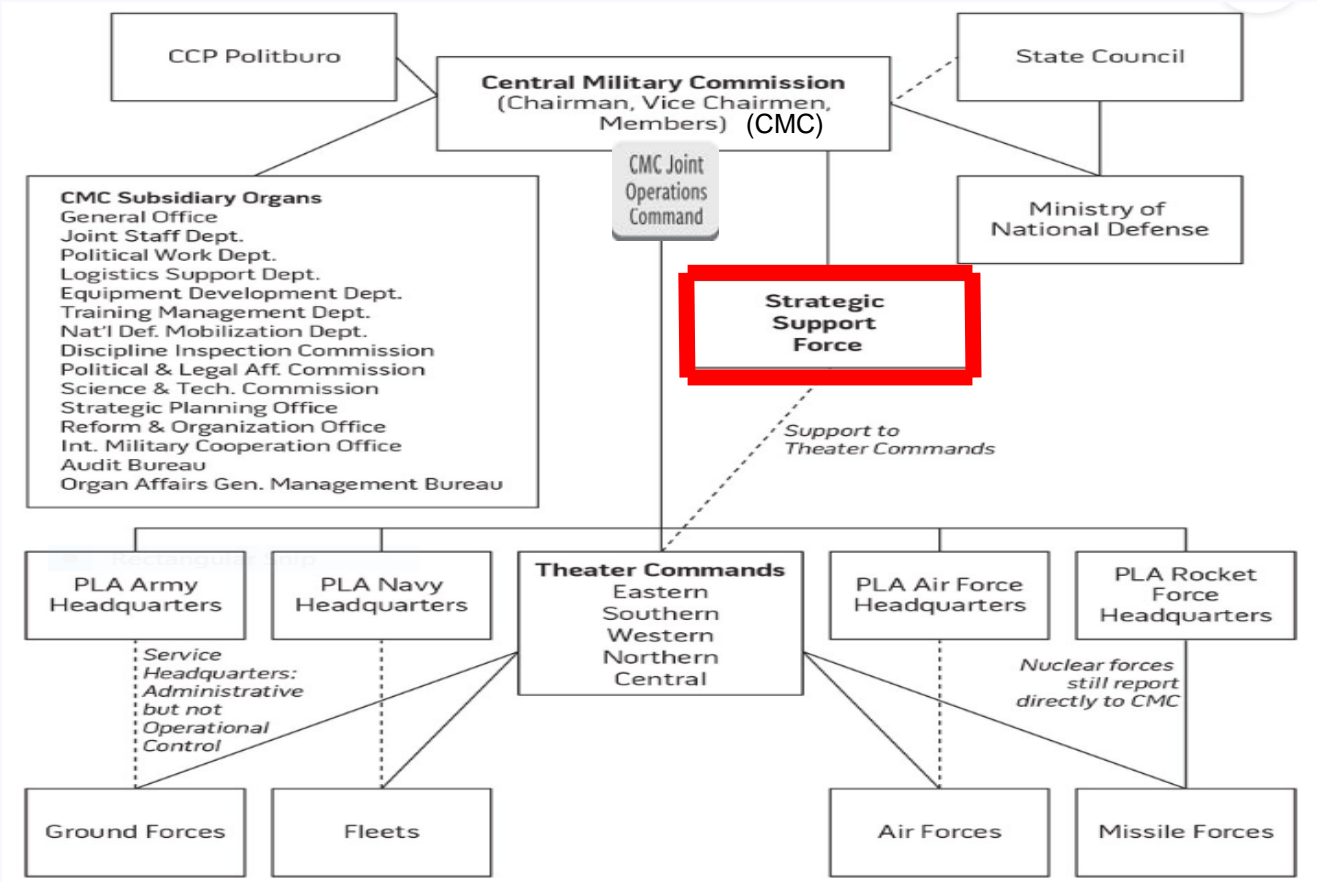 CCP Politburo
Central Military Commission
(Chairman, Vice Chairmen,
Members) (CMC)
State Council
CMC Joint
Operations
Command
CMC Subsidiary Organs
General Office
Joint Staff Dept.
Political Work Dept.
Logistics Support Dept.
Equipment Development Dept.
Training Management Dept.
Nat'l Def. Mobilization Dept.
Discipline Inspection Commission
Political & Legal Aff. Commission
Science & Tech. Commission
Strategic Planning Office
Reform & Organization Office
Int. Military Cooperation Office
Audit Bureau
Organ Affairs Gen. Management Bureau
Ministry of
National Defense
Strategic
Support
Force
Support to
Theater Commands
Rectangular Snip
PLA Army
Headquarters
PLA Navy
Headquarters
Theater Commands
Eastern
Southern
Western
Northern
Central
PLA Air Force
Headquarters
PLA Rocket
Force
Headquarters
Service
Headquarters:
Administrative
but not
Operational
Control
Nuclear forces
still report
directly to CMC
Ground Forces
Fleets
Air Forces
Missile Forces